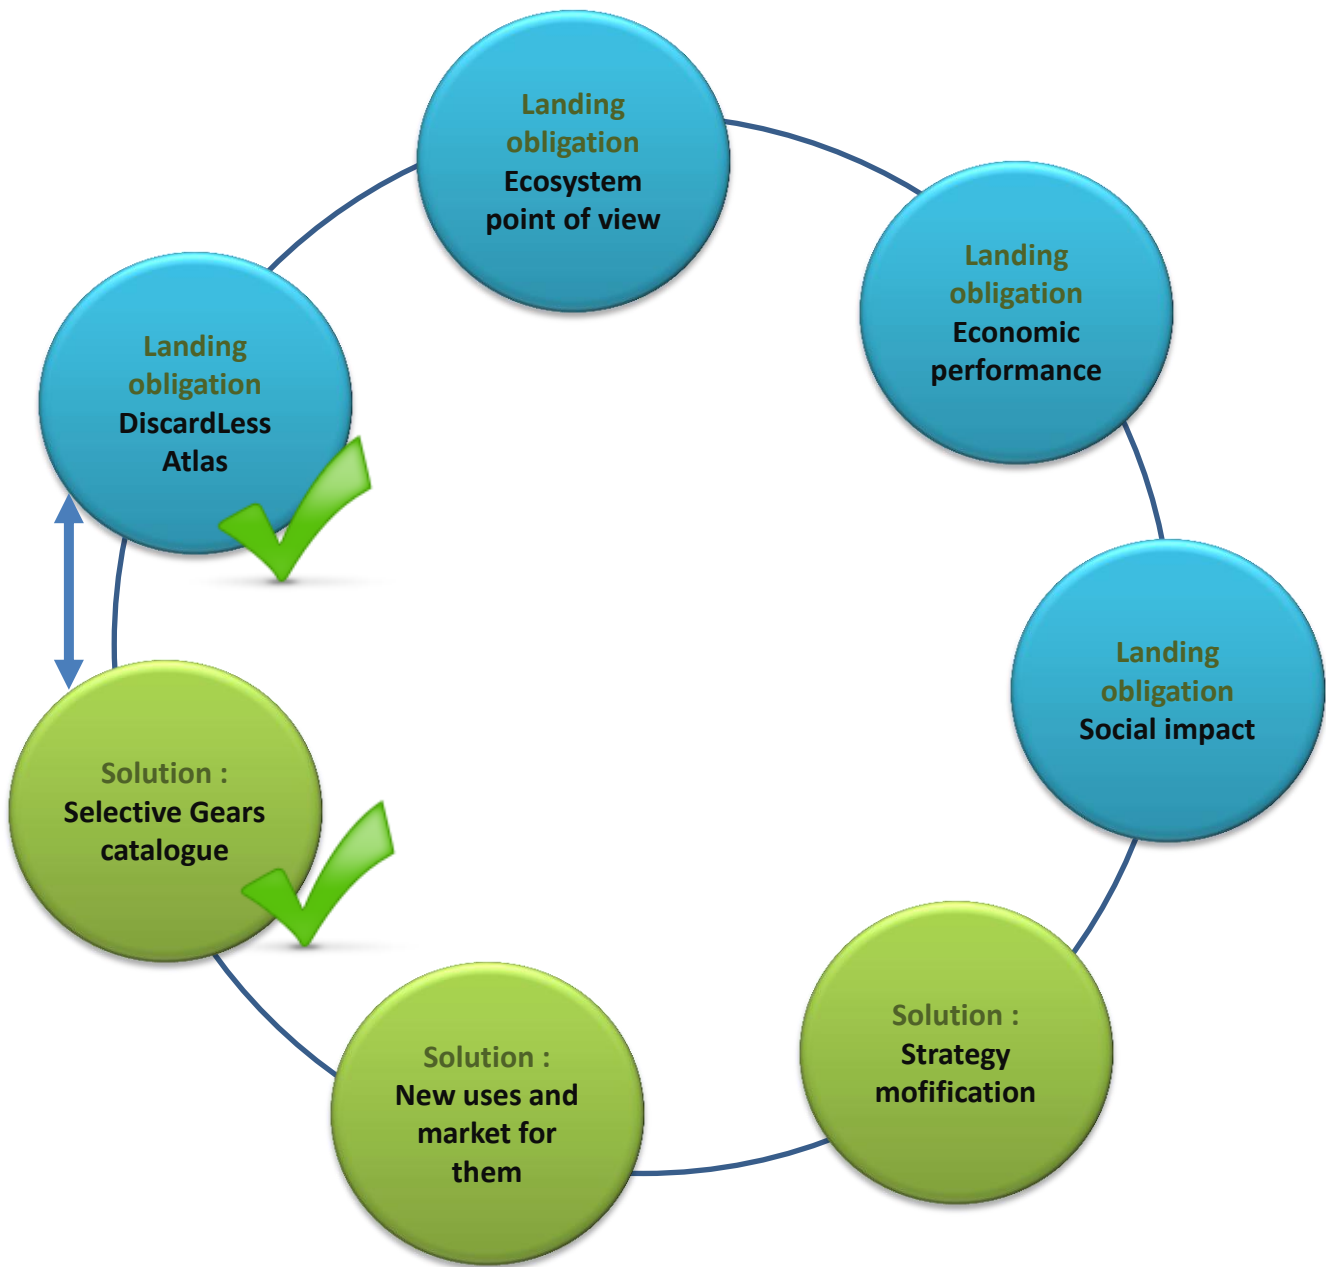 Landing
obligation
Ecosystem
point of view
Landing
obligation
Economic
performance
Landing
obligation
DiscardLess
Atlas
Landing
obligation
Social impact
Solution :
Selective Gears
catalogue
Solution :
Strategy
mofification
Solution :
New uses and
market for
them